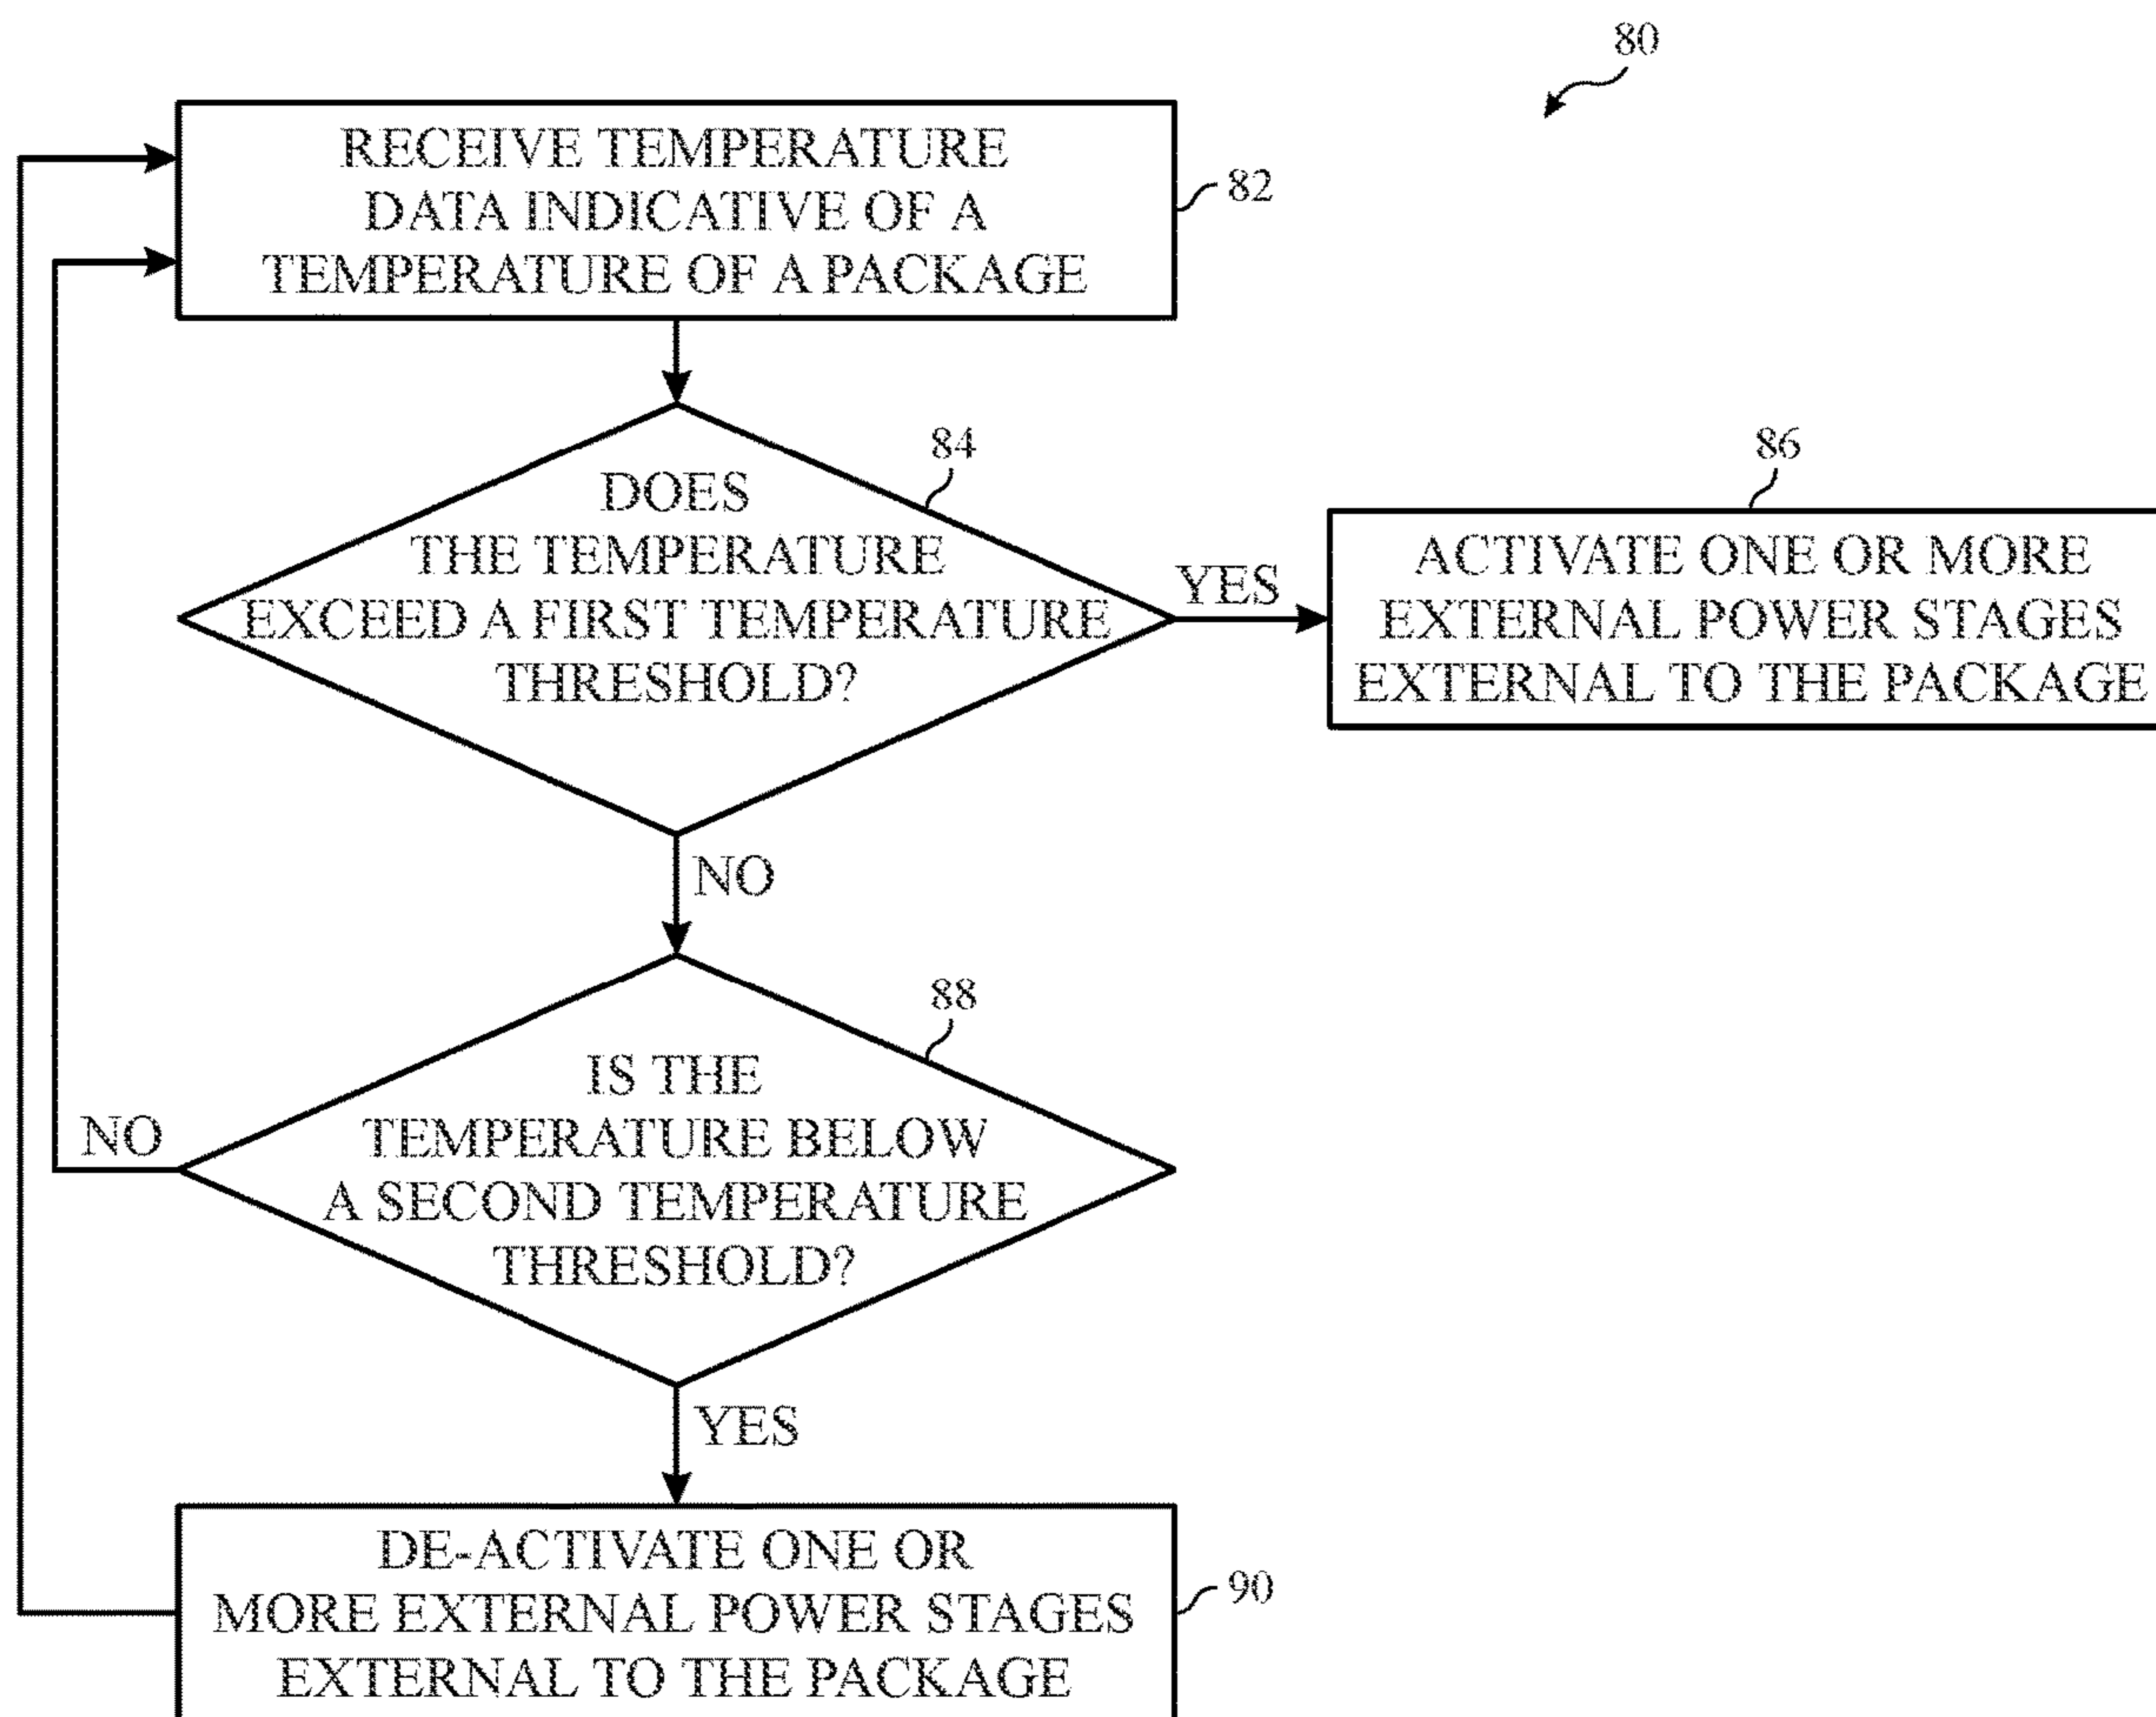 80
RECEIVE TEMPERATURE
DATA INDICATIVE OF A
TEMPERATURE OF A PACKAGE
82
84
DOES
THE TEMPERATURE
EXCEED A FIRST TEMPERATURE
THRESHOLD?
YES
86
ACTIVATE ONE OR MORE
EXTERNAL POWER STAGES
EXTERNAL TO THE PACKAGE
NO
88
IS THE
TEMPERATURE BELOW
A SECOND TEMPERATURE
THRESHOLD?
NO
YES
DE-ACTIVATE ONE OR
MORE EXTERNAL POWER STAGES
EXTERNAL TO THE PACKAGE
90